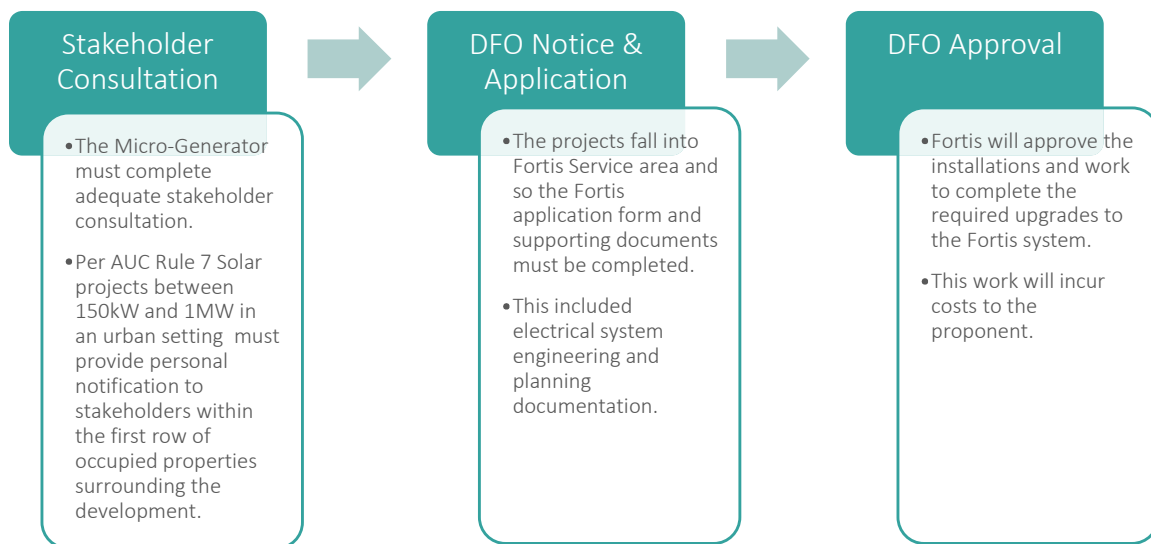 Stakeholder
Consultation
•The Micro-Generator
must complete
adequate stakeholder
consultation.
•Per AUC Rule 7 Solar
projects between
150kW and 1MW in
an urban setting  must
provide personal
notification to
stakeholders within
the first row of
occupied properties
surrounding the
development.
DFO Notice &
Application
•The projects fall into
Fortis Service area and
so the Fortis
application form and
supporting documents
must be completed.
•This included
electrical system
engineering and
planning
documentation.
DFO Approval
•Fortis will approve the
installations and work
to complete the
required upgrades to
the Fortis system.
•This work will incur
costs to the
proponent.